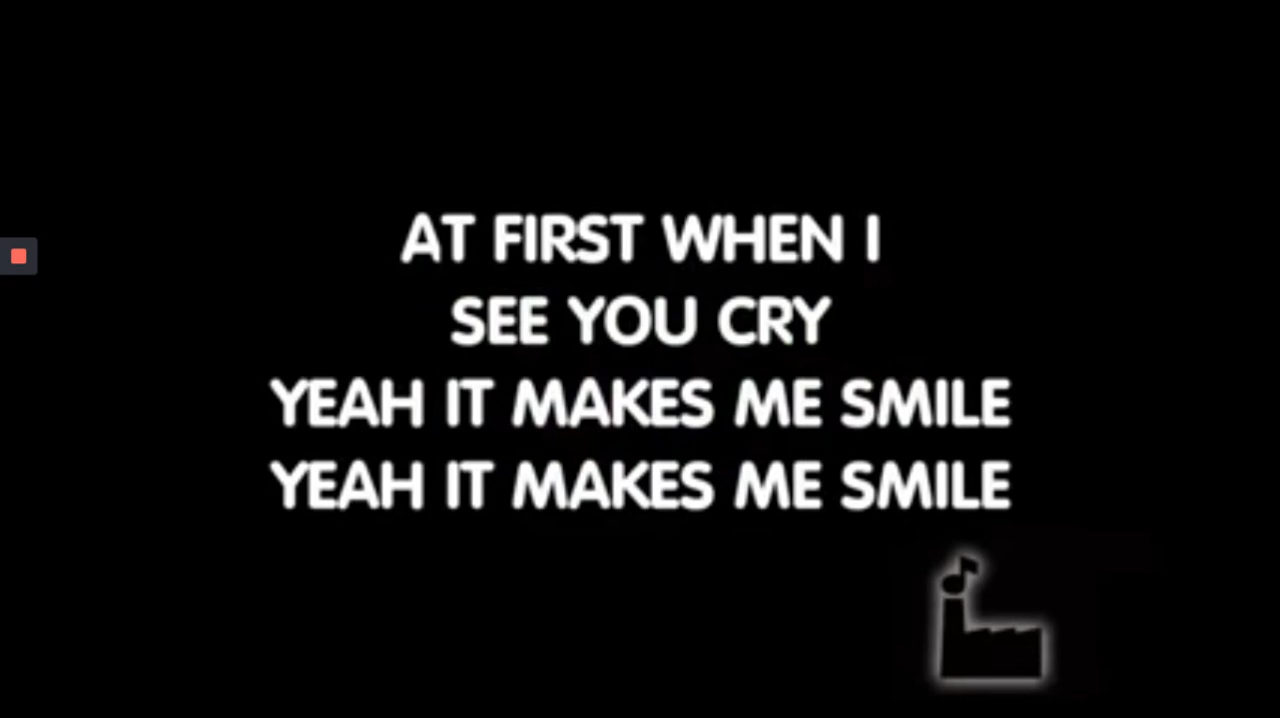 AT FIRST WHEN I
SEE YOU CRY
YEAH IT MAKES ME SMILE
YEAH IT MAKES ME SMILE